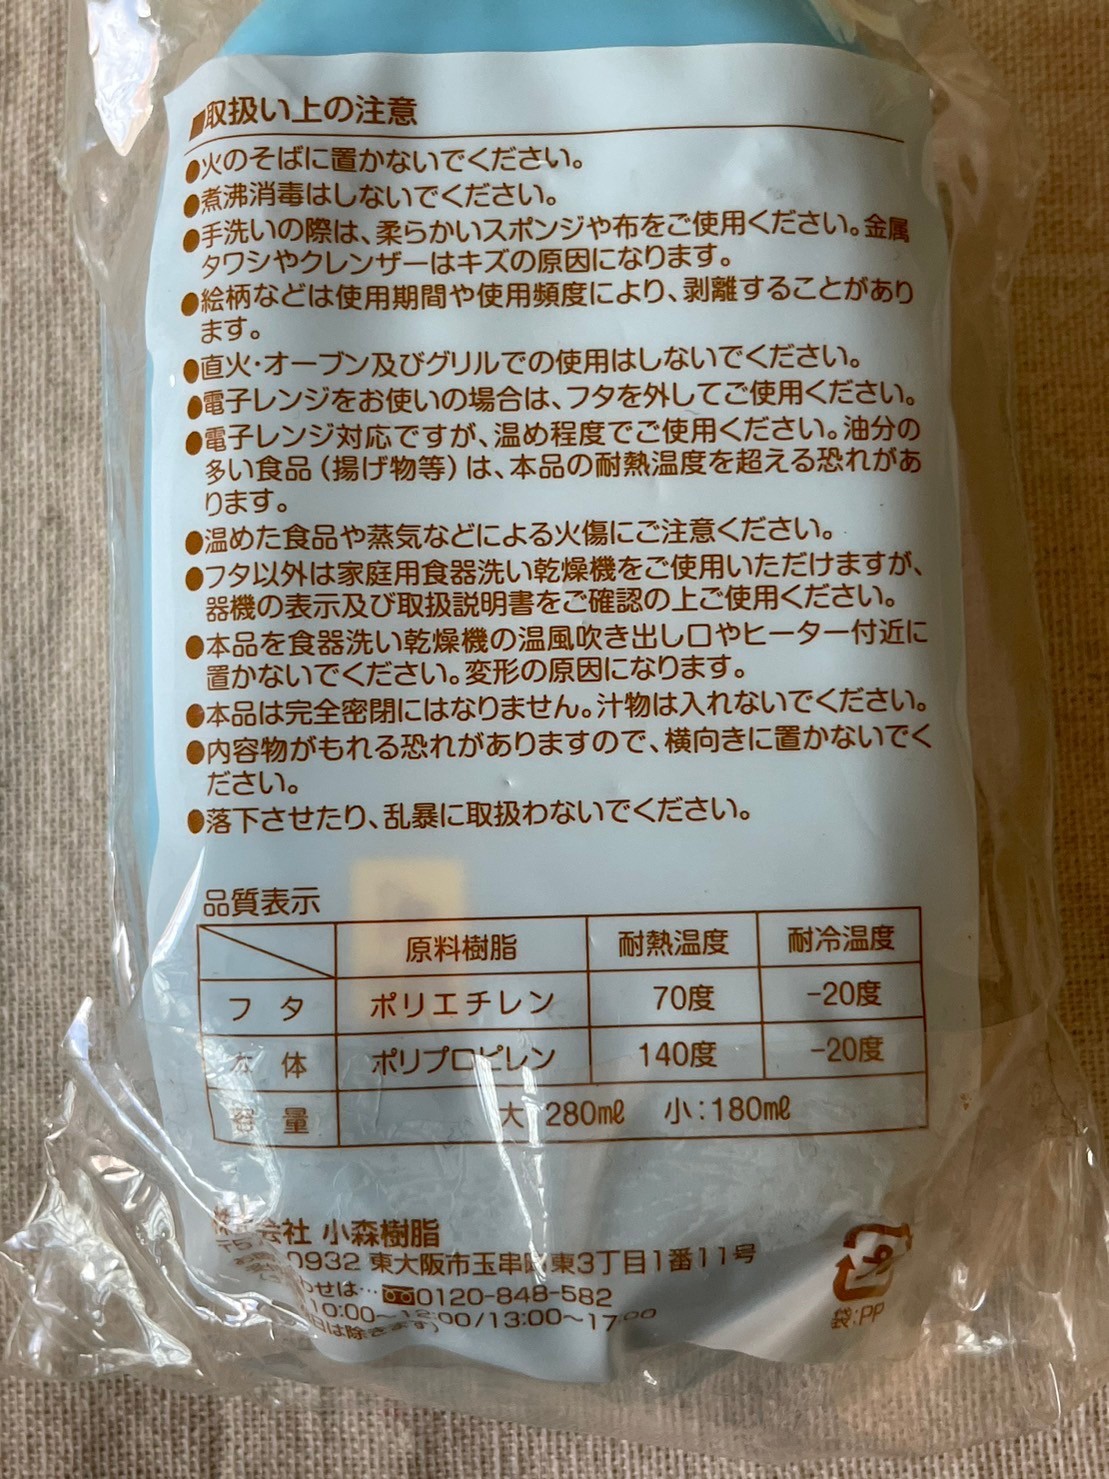 ■取扱い上の注意
●火のそばに置かないでください。
●煮沸消毒はしないでください。
●手洗いの際は、柔らかいスポンジや布をご使用ください。金属
タワシやクレンザーはキズの原因になります。
●絵柄などは使用期間や使用頻度により、剥離することがあり
ます。
●直火・オーブン及びグリルでの使用はしないでください。
●電子レンジをお使いの場合は、フタを外してご使用ください。
●電子レンジ対応ですが、温め程度でご使用ください。油分の
多い食品（揚げ物等）は、本品の耐熱温度を超える恐れがあ
ります。
●温めた食品や蒸気などによる火傷にご注意ください。
●フタ以外は家庭用食器洗い乾燥機をご使用いただけますが、
器機の表示及び取扱説明書をご確認の上ご使用ください。
●本品を食器洗い乾燥機の温風吹き出し口やヒーター付近に
置かないでください。変形の原因になります。
●本品は完全密閉にはなりません。汁物は入れないでください。
●内容物がもれる恐れがありますので、横向きに置かないでく
ださい。
●落下させたり、乱暴に取扱わないでください。
品質表示
原料樹脂 耐熱温度 耐冷温度
フタ ポリエチレン 70度 -20度
本体 ポリプロピレン 140度 -20度
容量 大 280㎖ 小：180㎖
株式会社 小森樹脂
0932 東大阪市玉串町東3丁目1番11号
わせは… 0120-848-582
10:00～12:00/13:00～17:00
日は除きます)
袋：PP